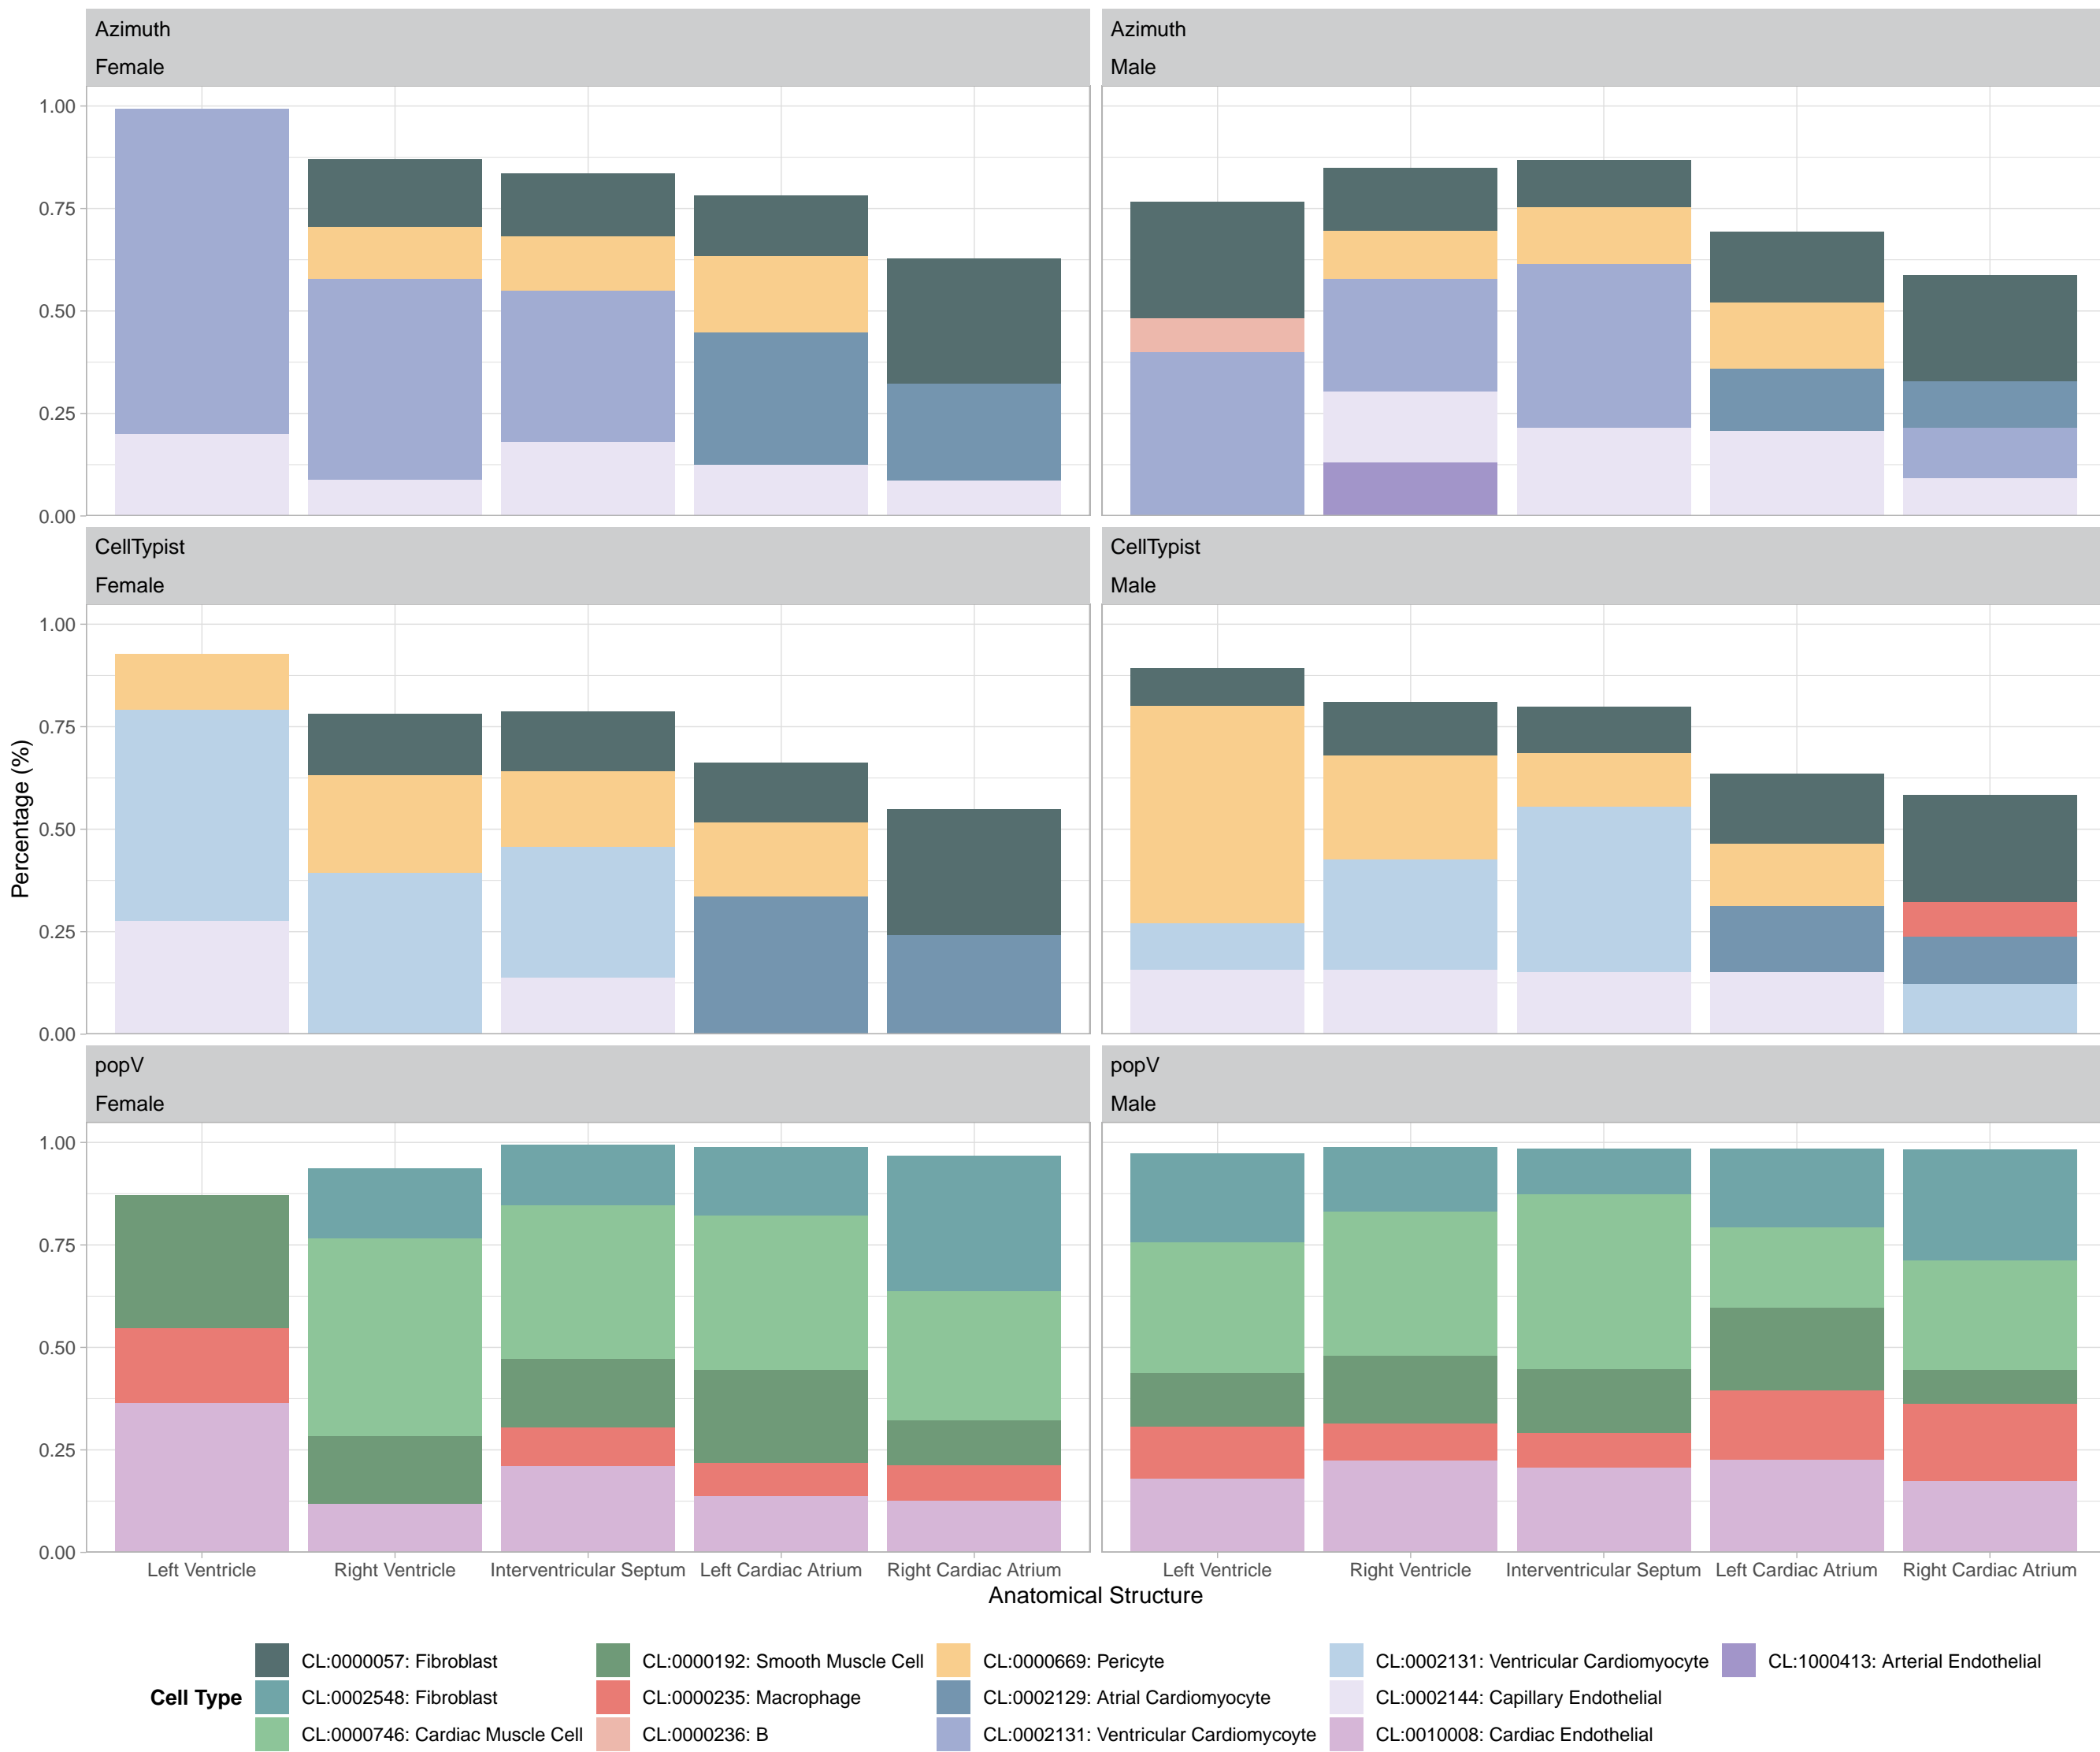 Azimuth
Female
Azimuth
Male
1.00
0.75
0.50
0.25
0.00
CellTypist
Female
CellTypist
Male
1.00
0.75
0.50
0.25
0.00
Percentage (%)
popV
Female
popV
Male
1.00
0.75
0.50
0.25
0.00
Left Ventricle Right Ventricle Interventricular Septum Left Cardiac Atrium Right Cardiac Atrium Left Ventricle Right Ventricle Interventricular Septum Left Cardiac Atrium Right Cardiac Atrium
Anatomical Structure
Cell Type
CL:0000057: Fibroblast
CL:0002548: Fibroblast
CL:0000746: Cardiac Muscle Cell
CL:0000192: Smooth Muscle Cell
CL:0000235: Macrophage
CL:0000236: B
CL:0000669: Pericyte
CL:0002129: Atrial Cardiomyocyte
CL:0002131: Ventricular Cardiomycoyte
CL:0002131: Ventricular Cardiomyocyte
CL:0002144: Capillary Endothelial
CL:0010008: Cardiac Endothelial
CL:1000413: Arterial Endothelial